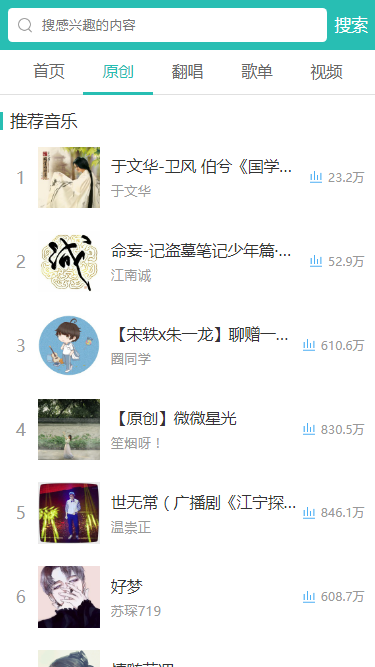 搜感兴趣的内容
搜索
首页 原创 翻唱 歌单 视频
推荐音乐
1
于文华-卫风 伯兮《国学...
于文华
23.2万
2
诚
命妄-记盗墓笔记少年篇·...
江南诚
52.9万
3
【宋轶x朱一龙】聊赠一...
圈同学
610.6万
4
【原创】微微星光
笙烟呀！
830.5万
5
世无常（广播剧《江宁探...
温崇正
846.1万
6
好梦
苏琛719
608.7万